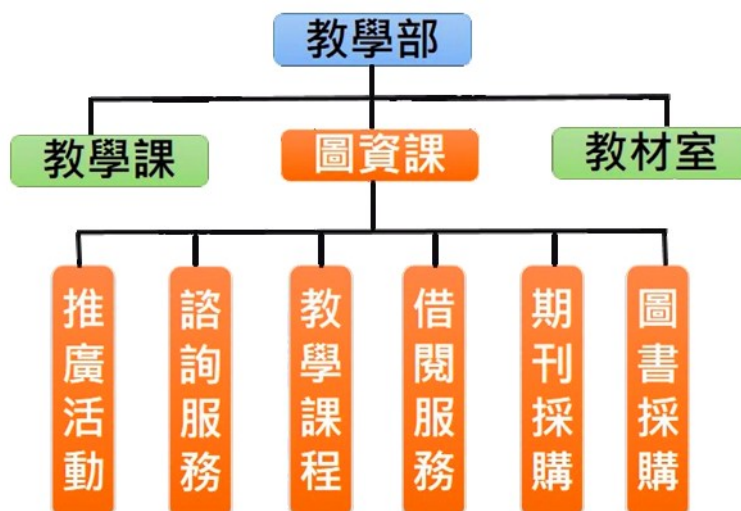 教學部
教學課
圖資課
教材室
推廣活動
諮詢服務
教學課程
借閱服務
期刊採購
圖書採購